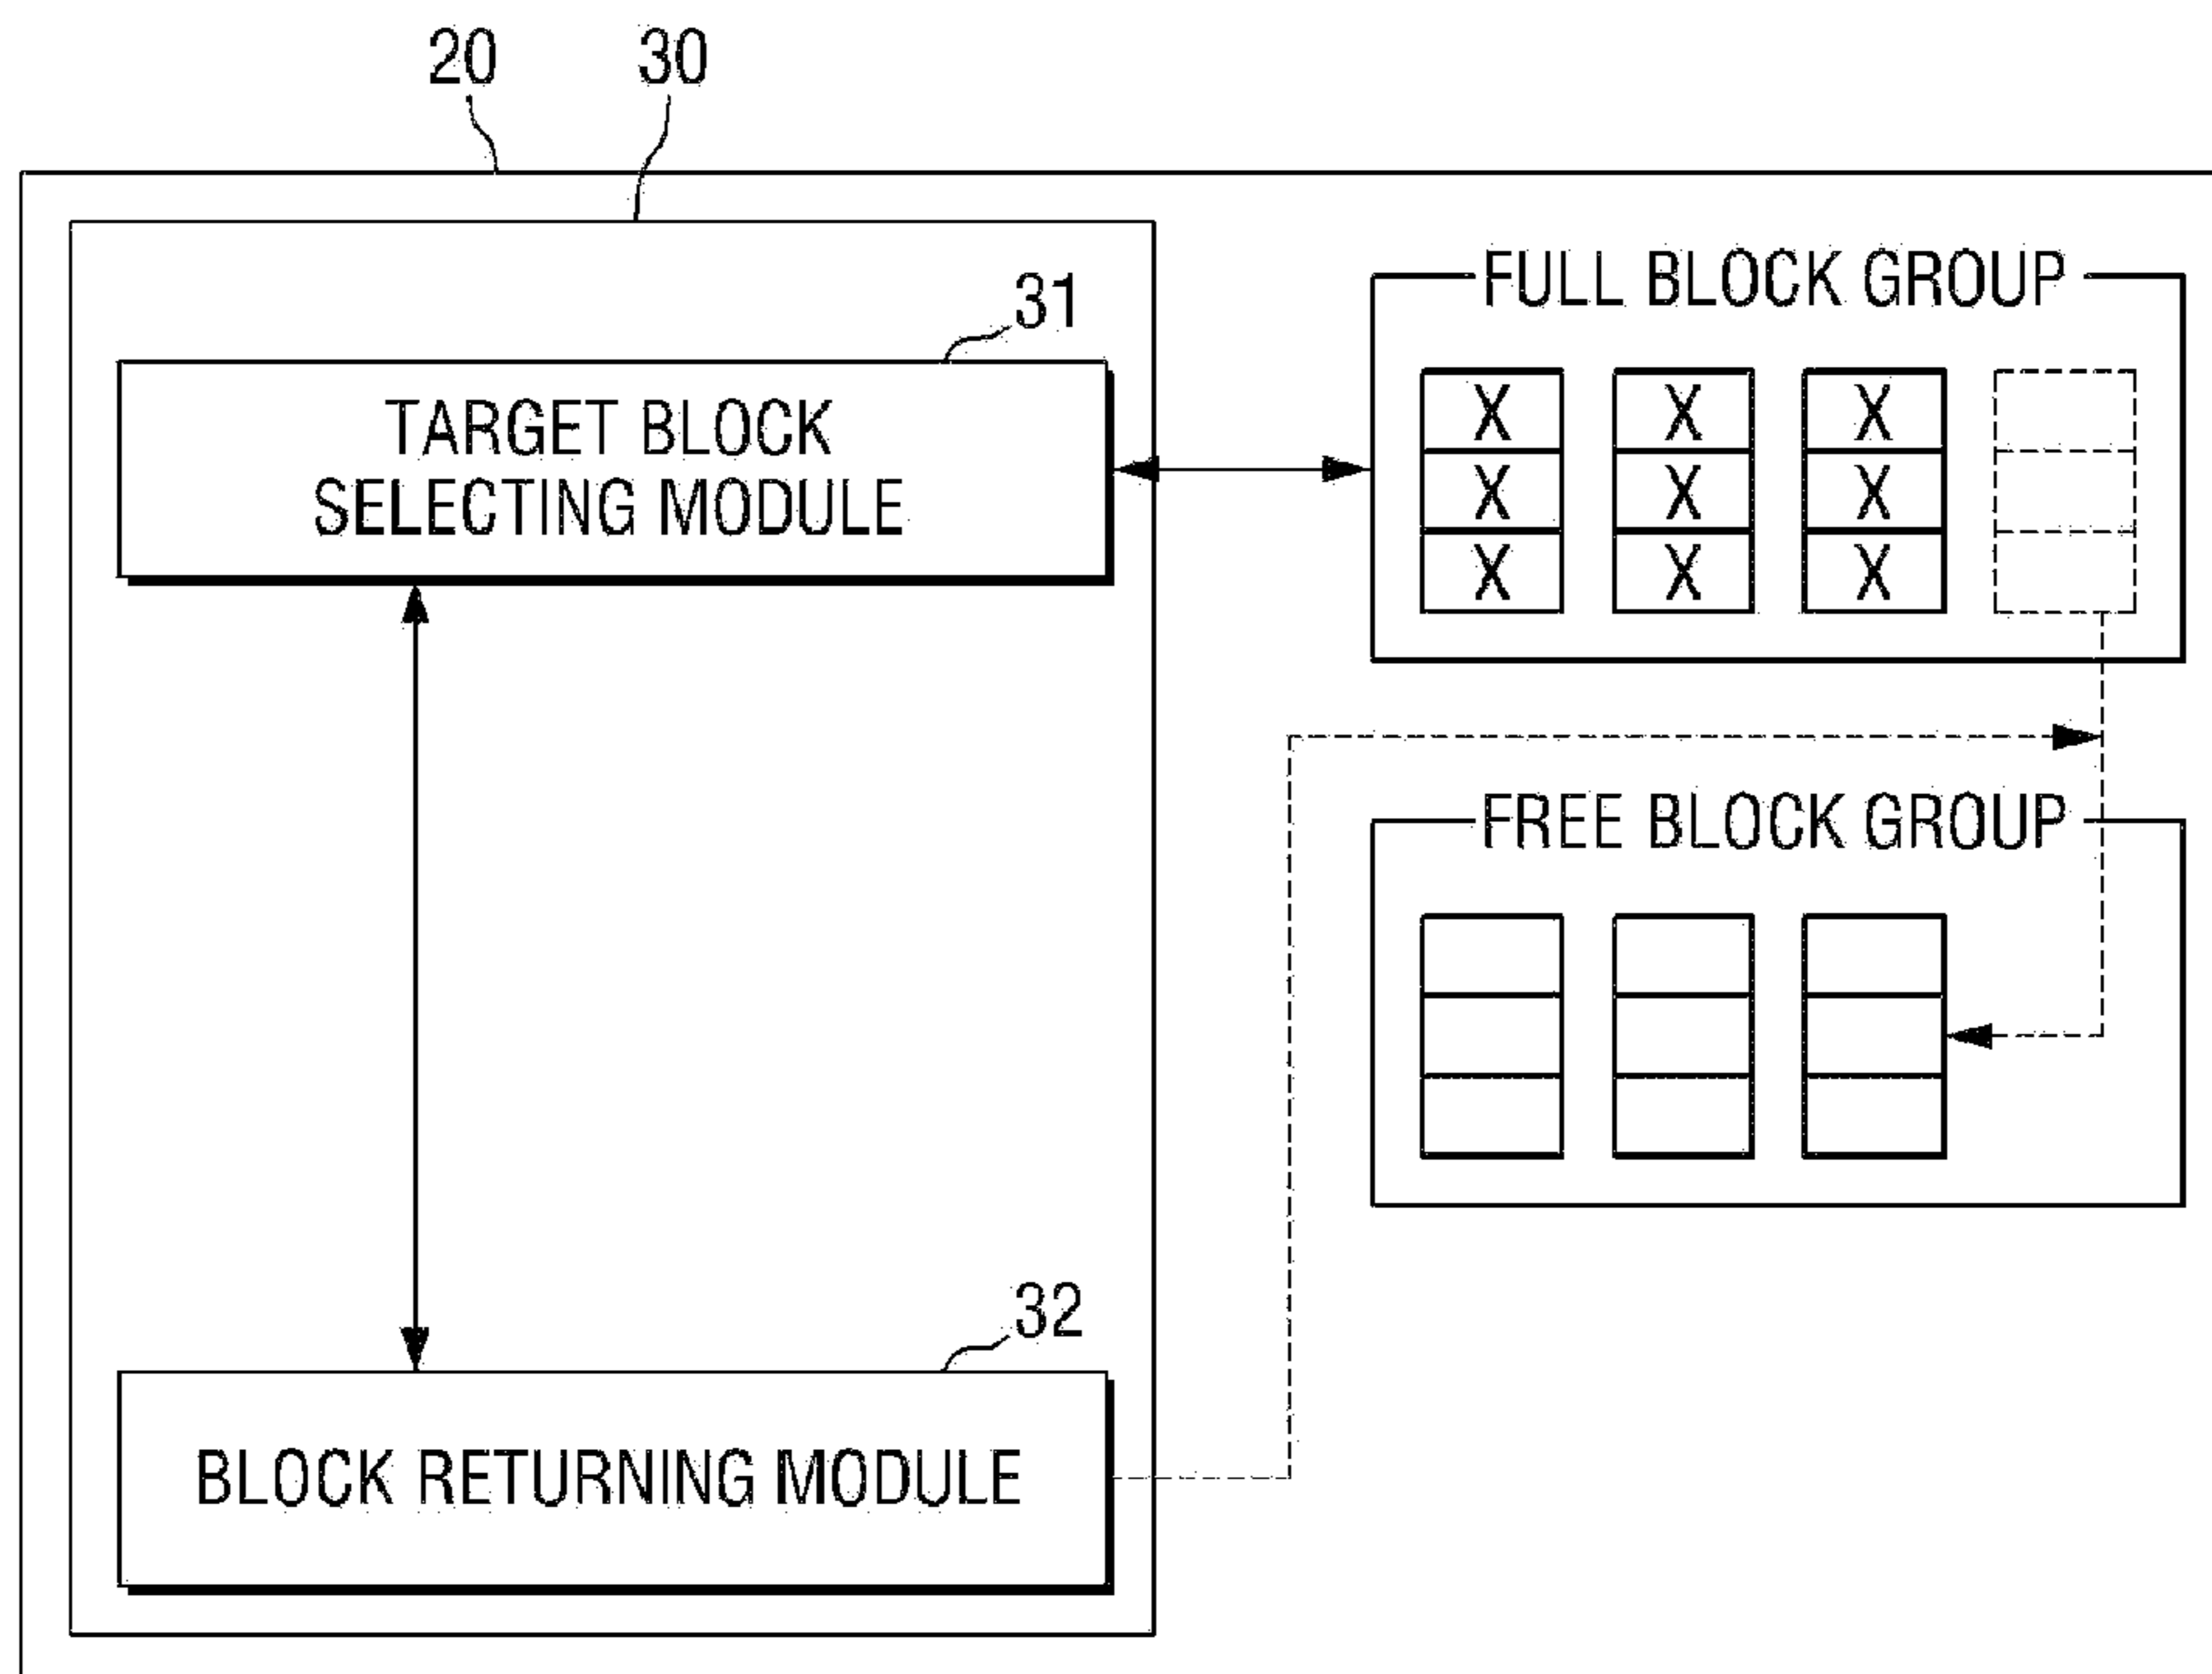 20 30
31
FULL BLOCK GROUP
TARGET BLOCK
SELECTING MODULE
X X X
X X X
X X X
FREE BLOCK GROUP
32
BLOCK RETURNING MODULE